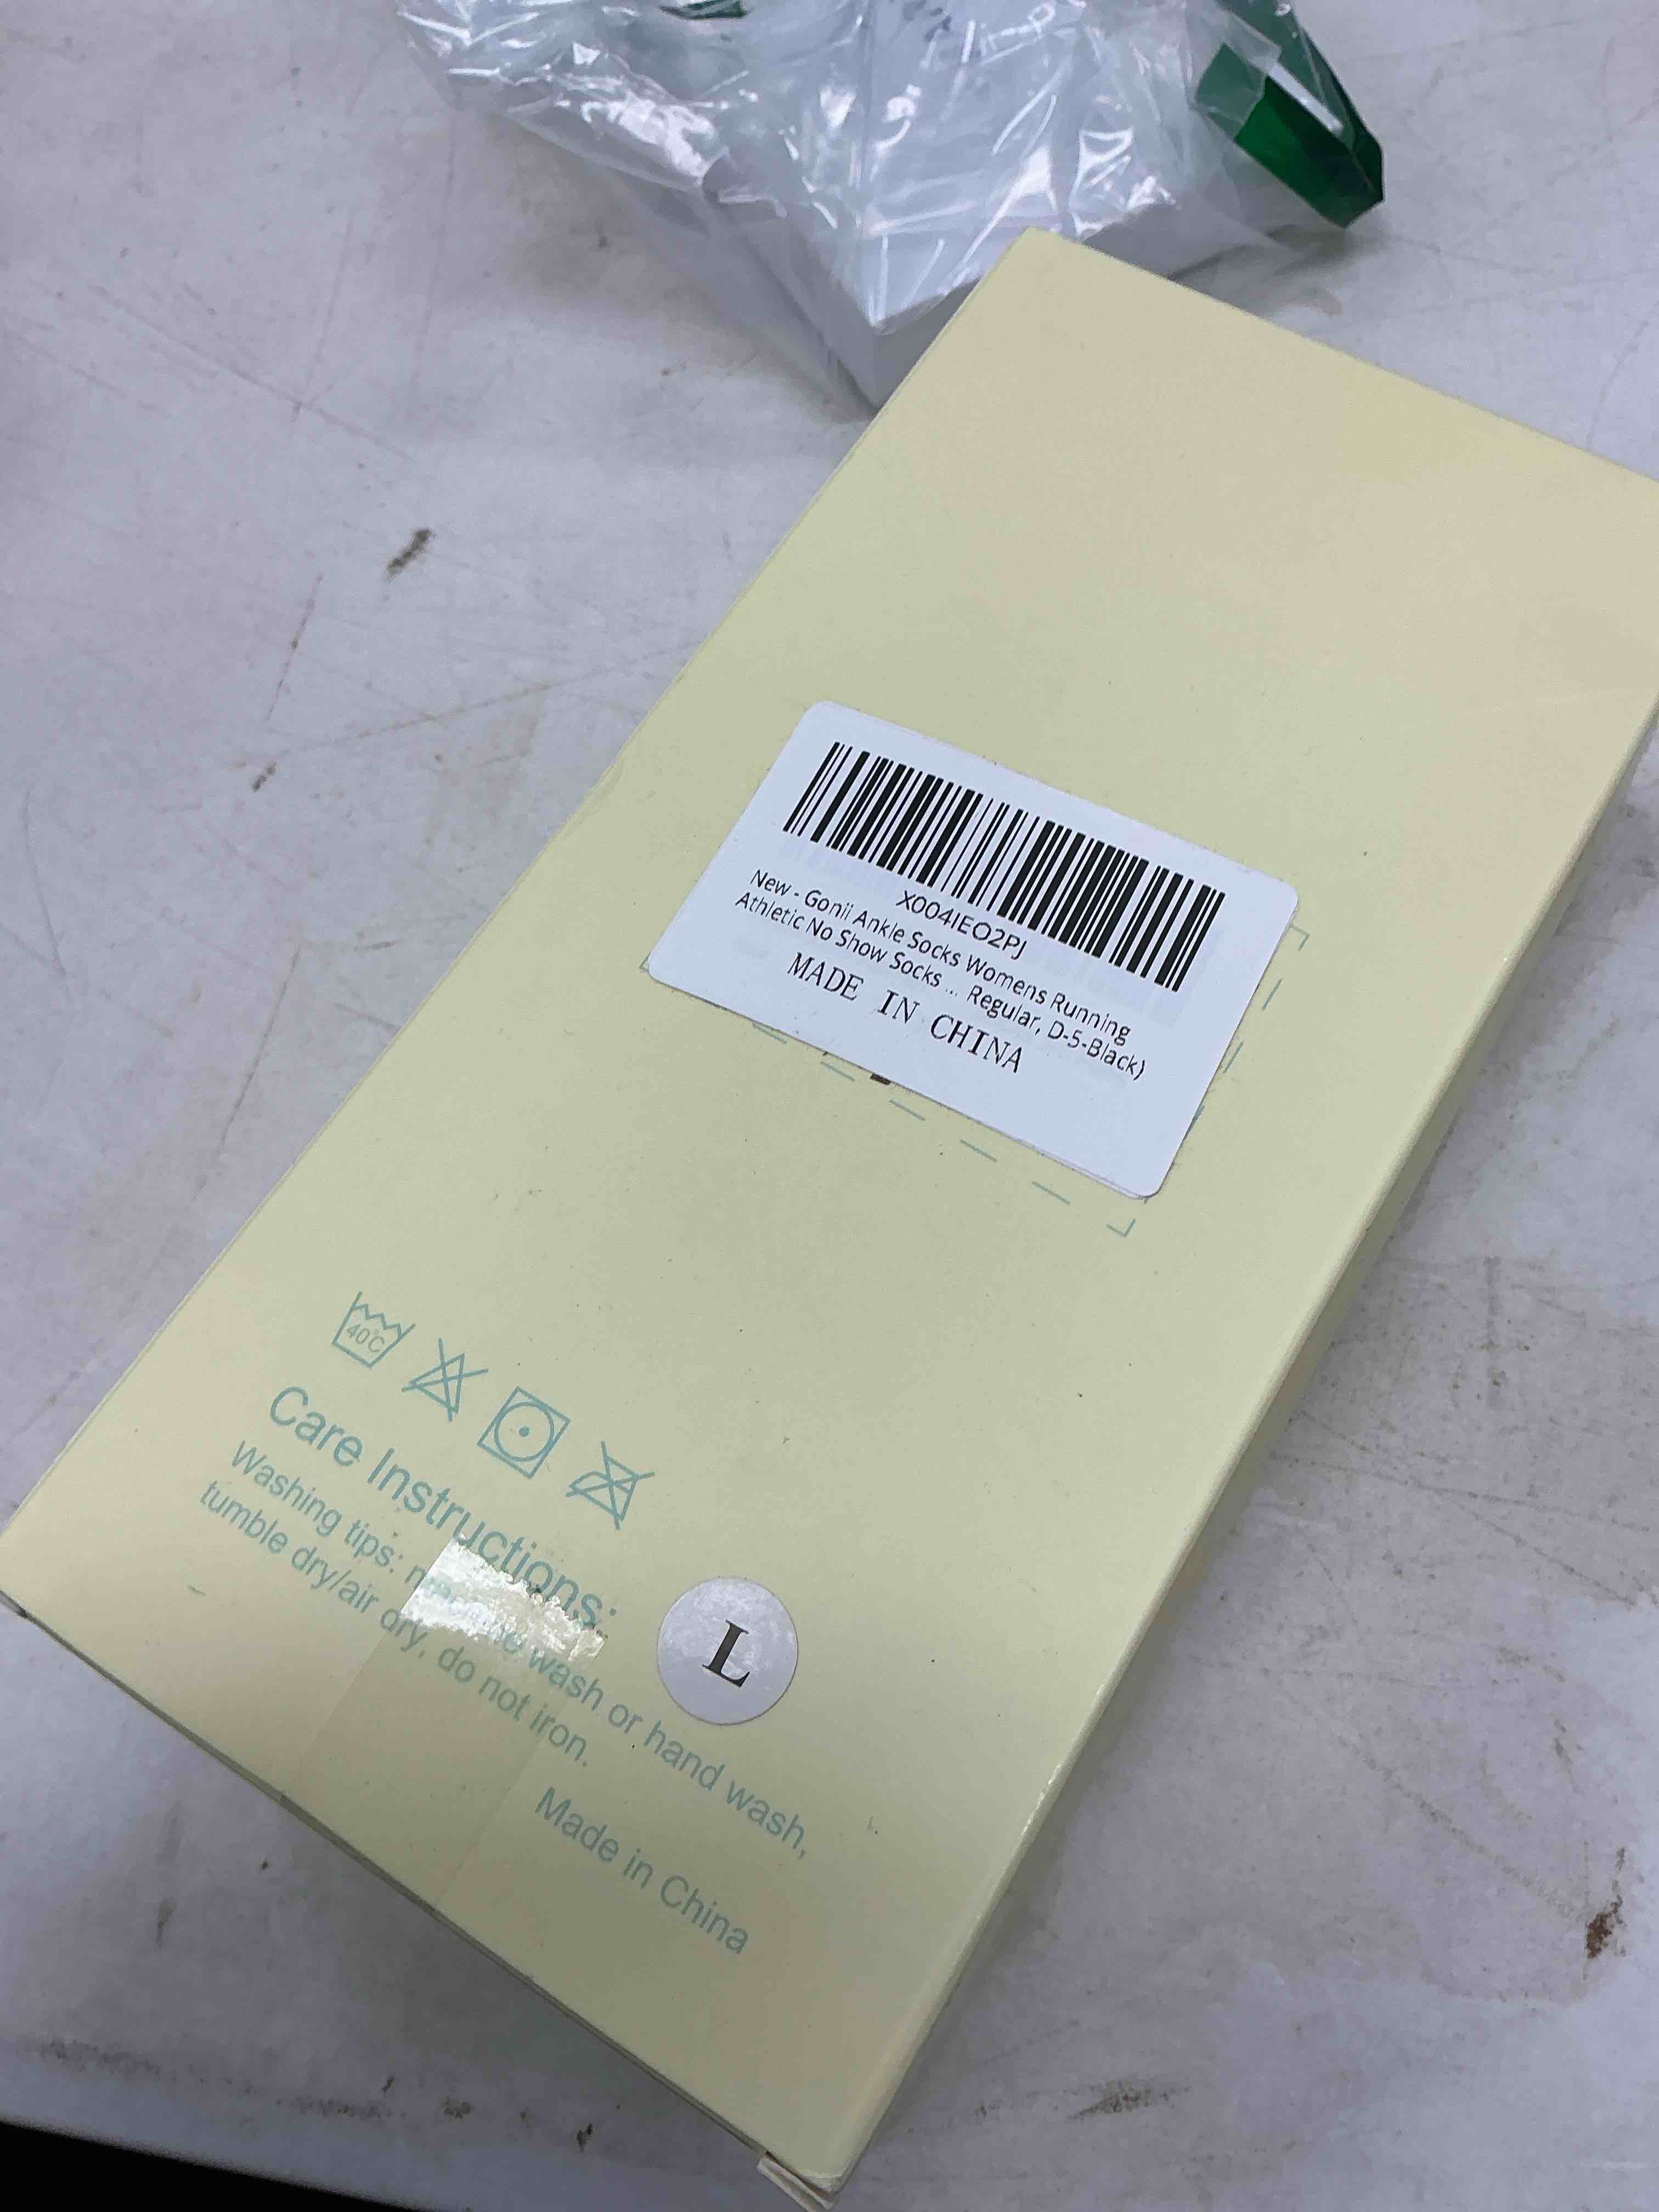 X004IEO2PJ
New - Gonii Ankle Socks Womens Running
Athletic No Show Socks ... Regular, D-5-Black)
MADE IN CHINA
40°C
Care Instructions:
Washing tips: machine wash or hand wash,
tumble dry/air dry, do not iron.
L
Made in China